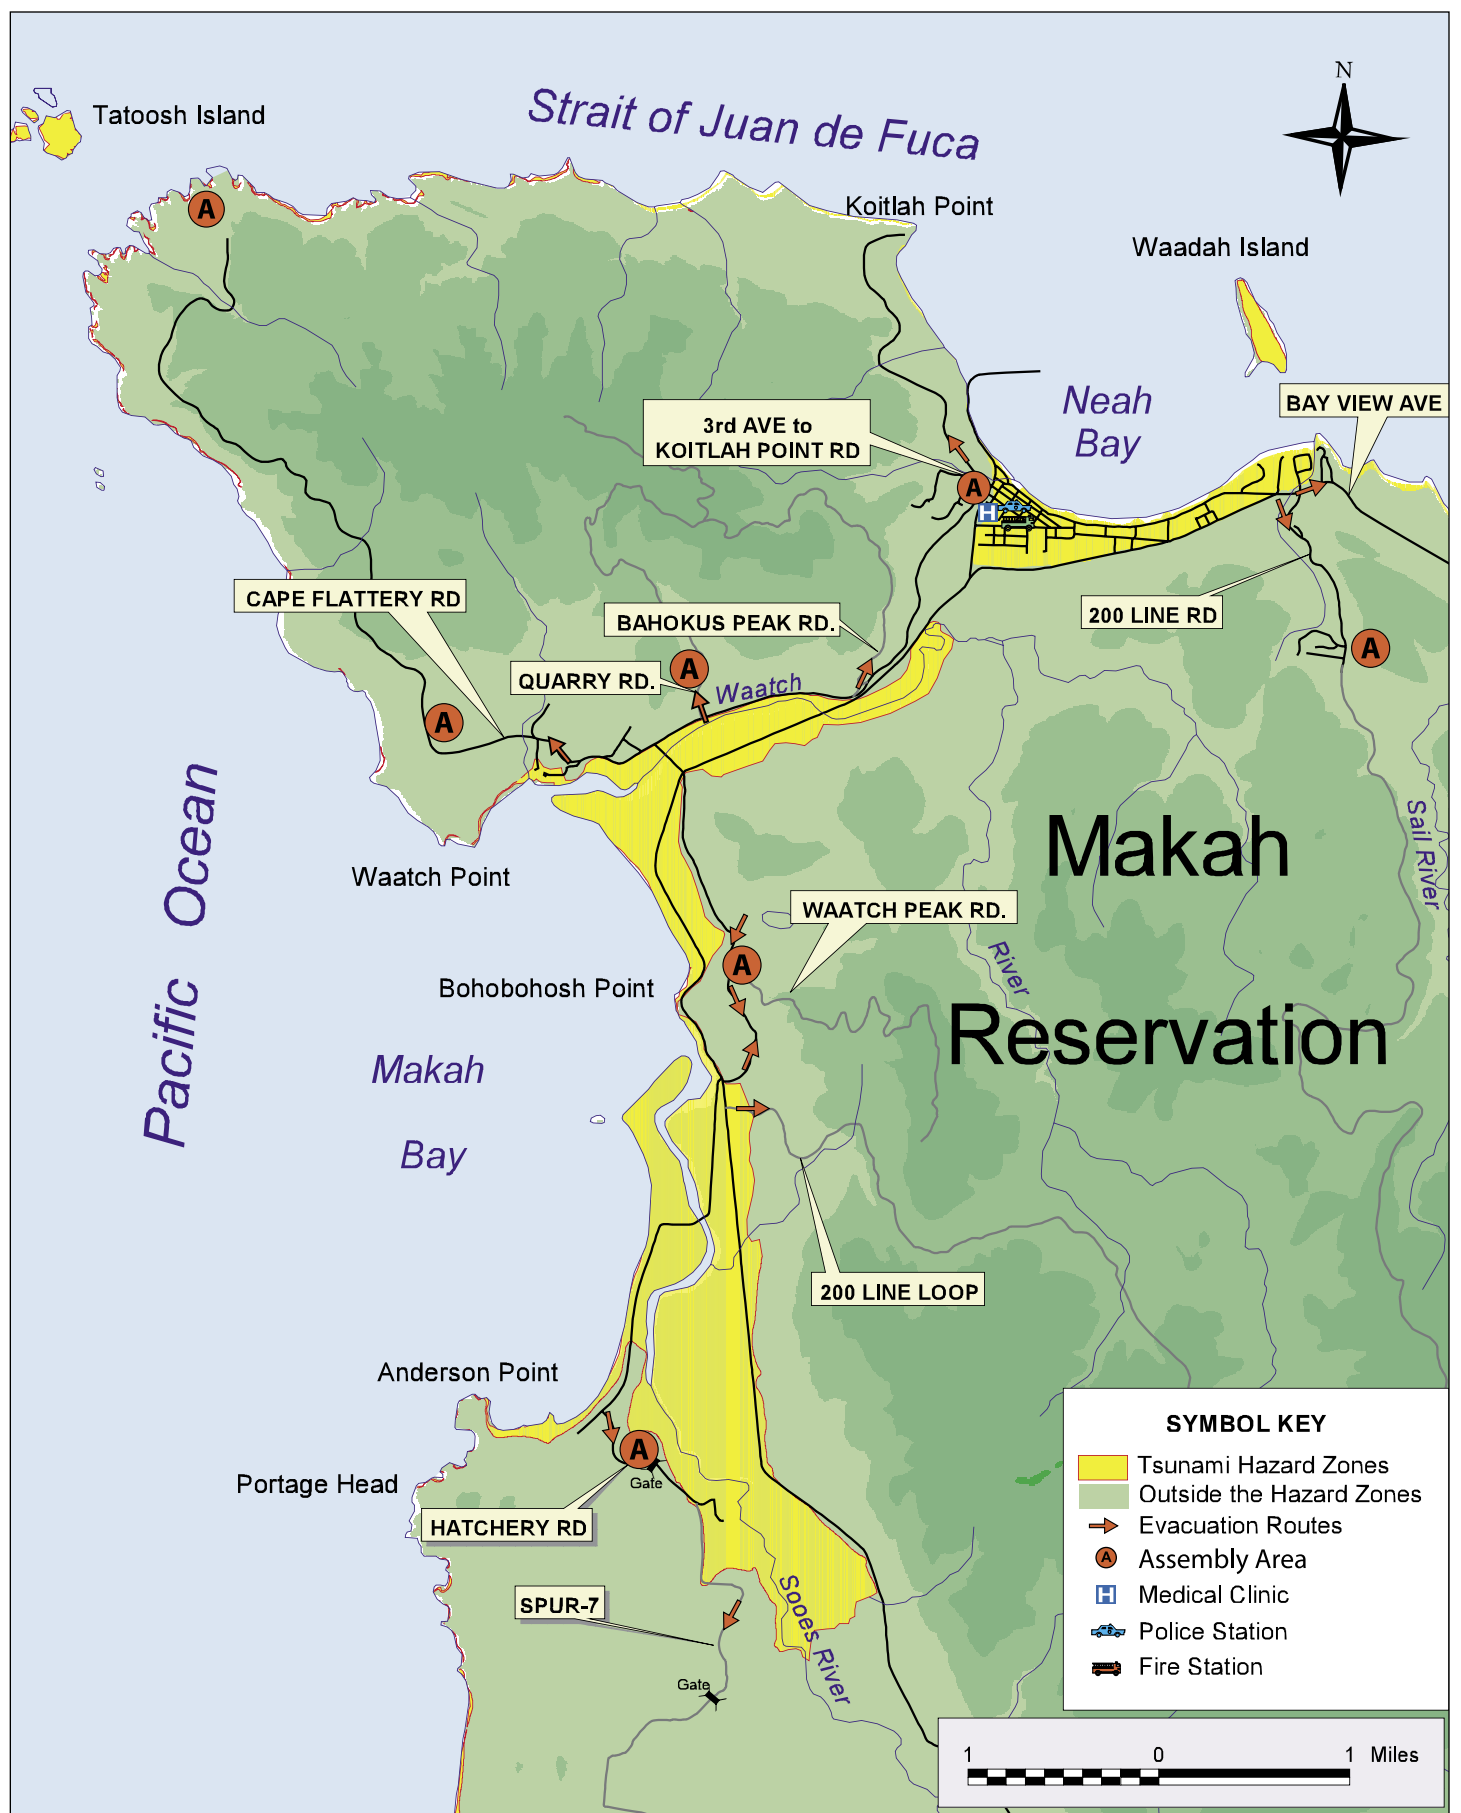 N
Tatoosh Island
Strait of Juan de Fuca
A
Koitlah Point
Waadah Island
Neah
Bay
BAY VIEW AVE
3rd AVE to
KOITLAH POINT RD
A
H
CAPE FLATTERY RD
BAHOKUS PEAK RD.
200 LINE RD
A
QUARRY RD.
A
Waatch
A
Pacific Ocean
Waatch Point
Makah
Sail River
WAATCH PEAK RD.
A
River
Bohobohosh Point
Reservation
Makah
Bay
200 LINE LOOP
Anderson Point
A
Gate
Portage Head
HATCHERY RD
SPUR-7
Sooes River
Gate
SYMBOL KEY
Tsunami Hazard Zones
Outside the Hazard Zones
Evacuation Routes
A Assembly Area
H Medical Clinic
Police Station
Fire Station
1 0 1 Miles